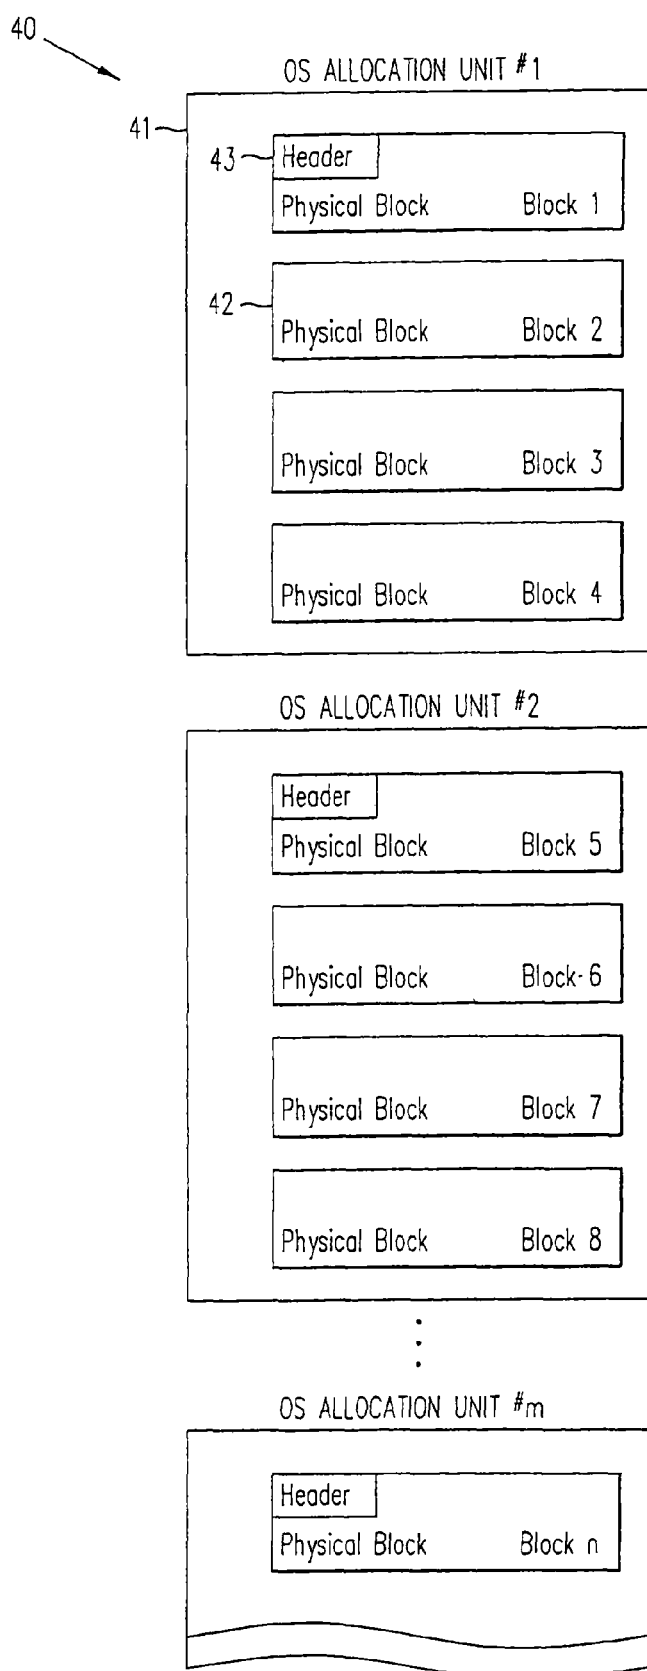 40
OS ALLOCATION UNIT #1
41
43 Header
Physical Block Block 1
42
Physical Block Block 2
Physical Block Block 3
Physical Block Block 4
OS ALLOCATION UNIT #2
Header
Physical Block Block 5
Physical Block Block-6
Physical Block Block 7
Physical Block Block 8
OS ALLOCATION UNIT #m
Header
Physical Block Block n